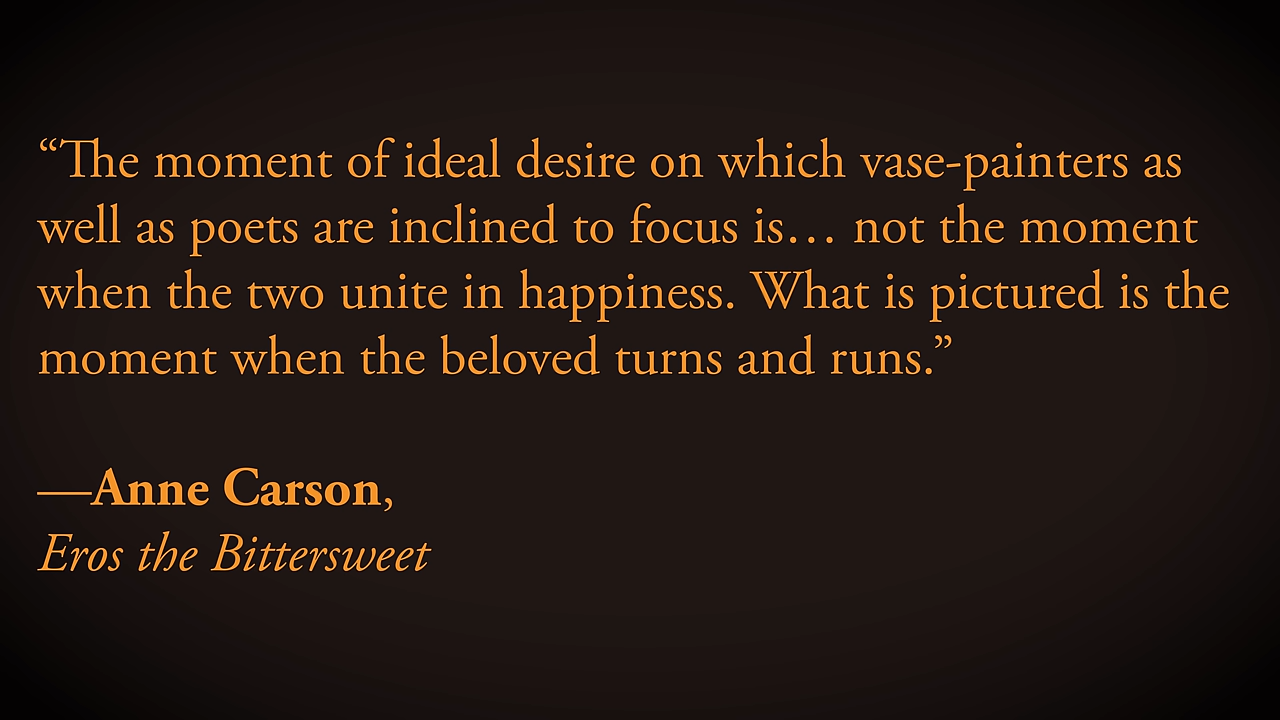 “The moment of ideal desire on which vase-painters as
well as poets are inclined to focus is… not the moment
when the two unite in happiness. What is pictured is the
moment when the beloved turns and runs.”
—Anne Carson,
Eros the Bittersweet